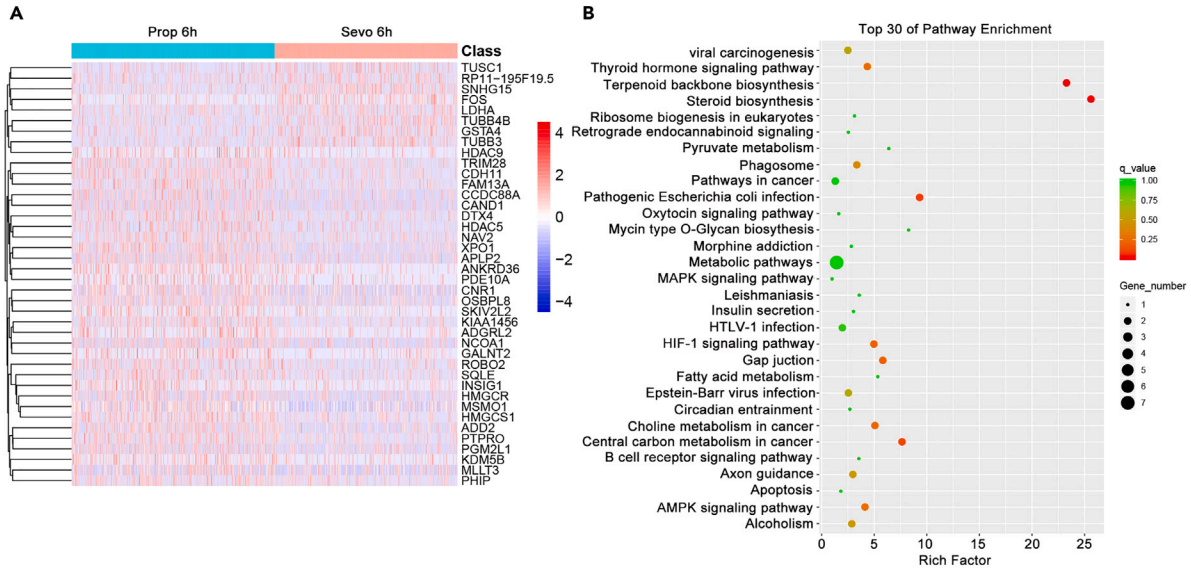 A
Prop 6h
Sevo 6h
Class
TUSC1
RP11-195F19.5
SNHG15
FOS
LDHA
TUBB4B
GSTA4
TUBB3
HDAC9
TRIM28
CDH11
FAM13A
CCDC88A
CAND1
DTX4
HDAC5
NAV2
XPO1
APLP2
ANKRD36
PDE10A
CNR1
OSBPL8
SKIV2L2
KIAA1456
ADGRL2
NCOA1
GALNT2
ROBO2
SQLE
INSIG1
HMGCR
MSMO1
HMGCS1
ADD2
PTPRO
PGM2L1
KDM5B
MLLT3
PHIP
4
2
0
-2
-4
B
Top 30 of Pathway Enrichment
viral carcinogenesis
Thyroid hormone signaling pathway
Terpenoid backbone biosynthesis
Steroid biosynthesis
Ribosome biogenesis in eukaryotes
Retrograde endocannabinoid signaling
Pyruvate metabolism
Phagosome
Pathways in cancer
Pathogenic Escherichia coli infection
Oxytocin signaling pathway
Mycin type O-Glycan biosythesis
Morphine addiction
Metabolic pathways
MAPK signaling pathway
Leishmaniasis
Insulin secretion
HTLV-1 infection
HIF-1 signaling pathway
Gap juction
Fatty acid metabolism
Epstein-Barr virus infection
Circadian entrainment
Choline metabolism in cancer
Central carbon metabolism in cancer
B cell receptor signaling pathway
Axon guidance
Apoptosis
AMPK signaling pathway
Alcoholism
0 5 10 15 20 25
Rich Factor
q_value
1.00
0.75
0.50
0.25
Gene_number
1
2
3
4
5
6
7